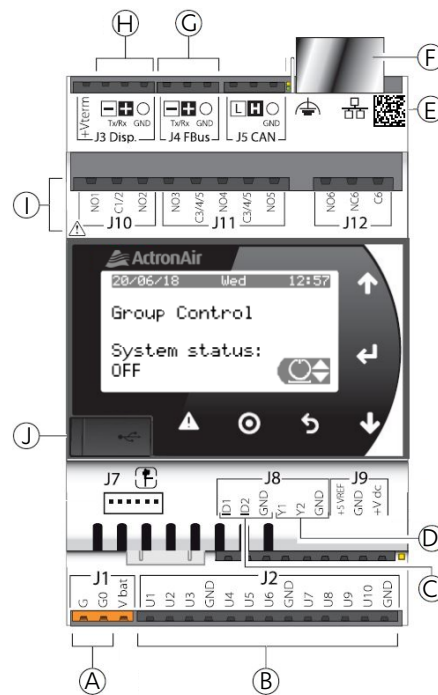 H
G
F
+Vterm
Tx/Rx GND
Tx/Rx GND
L H
J3 Disp.
J4 FBus
J5 CAN
GND
E
I
NO1
C1/2
NO2
NO3
C3/4/5
NO4
C3/4/5
NO5
NO6
NC6
C6
J10
J11
J12
ActronAir
20/06/18 Wed 12:57
Group Control
System status:
OFF
J
J7
J8
J9
ID1
ID2
GND
Y1
Y2
GND
+5 VREF
GND
+V dc
D
C
J1
J2
G
G0
V bat
U1
U2
U3
GND
U4
U5
U6
GND
U7
U8
U9
U10
GND
A
B